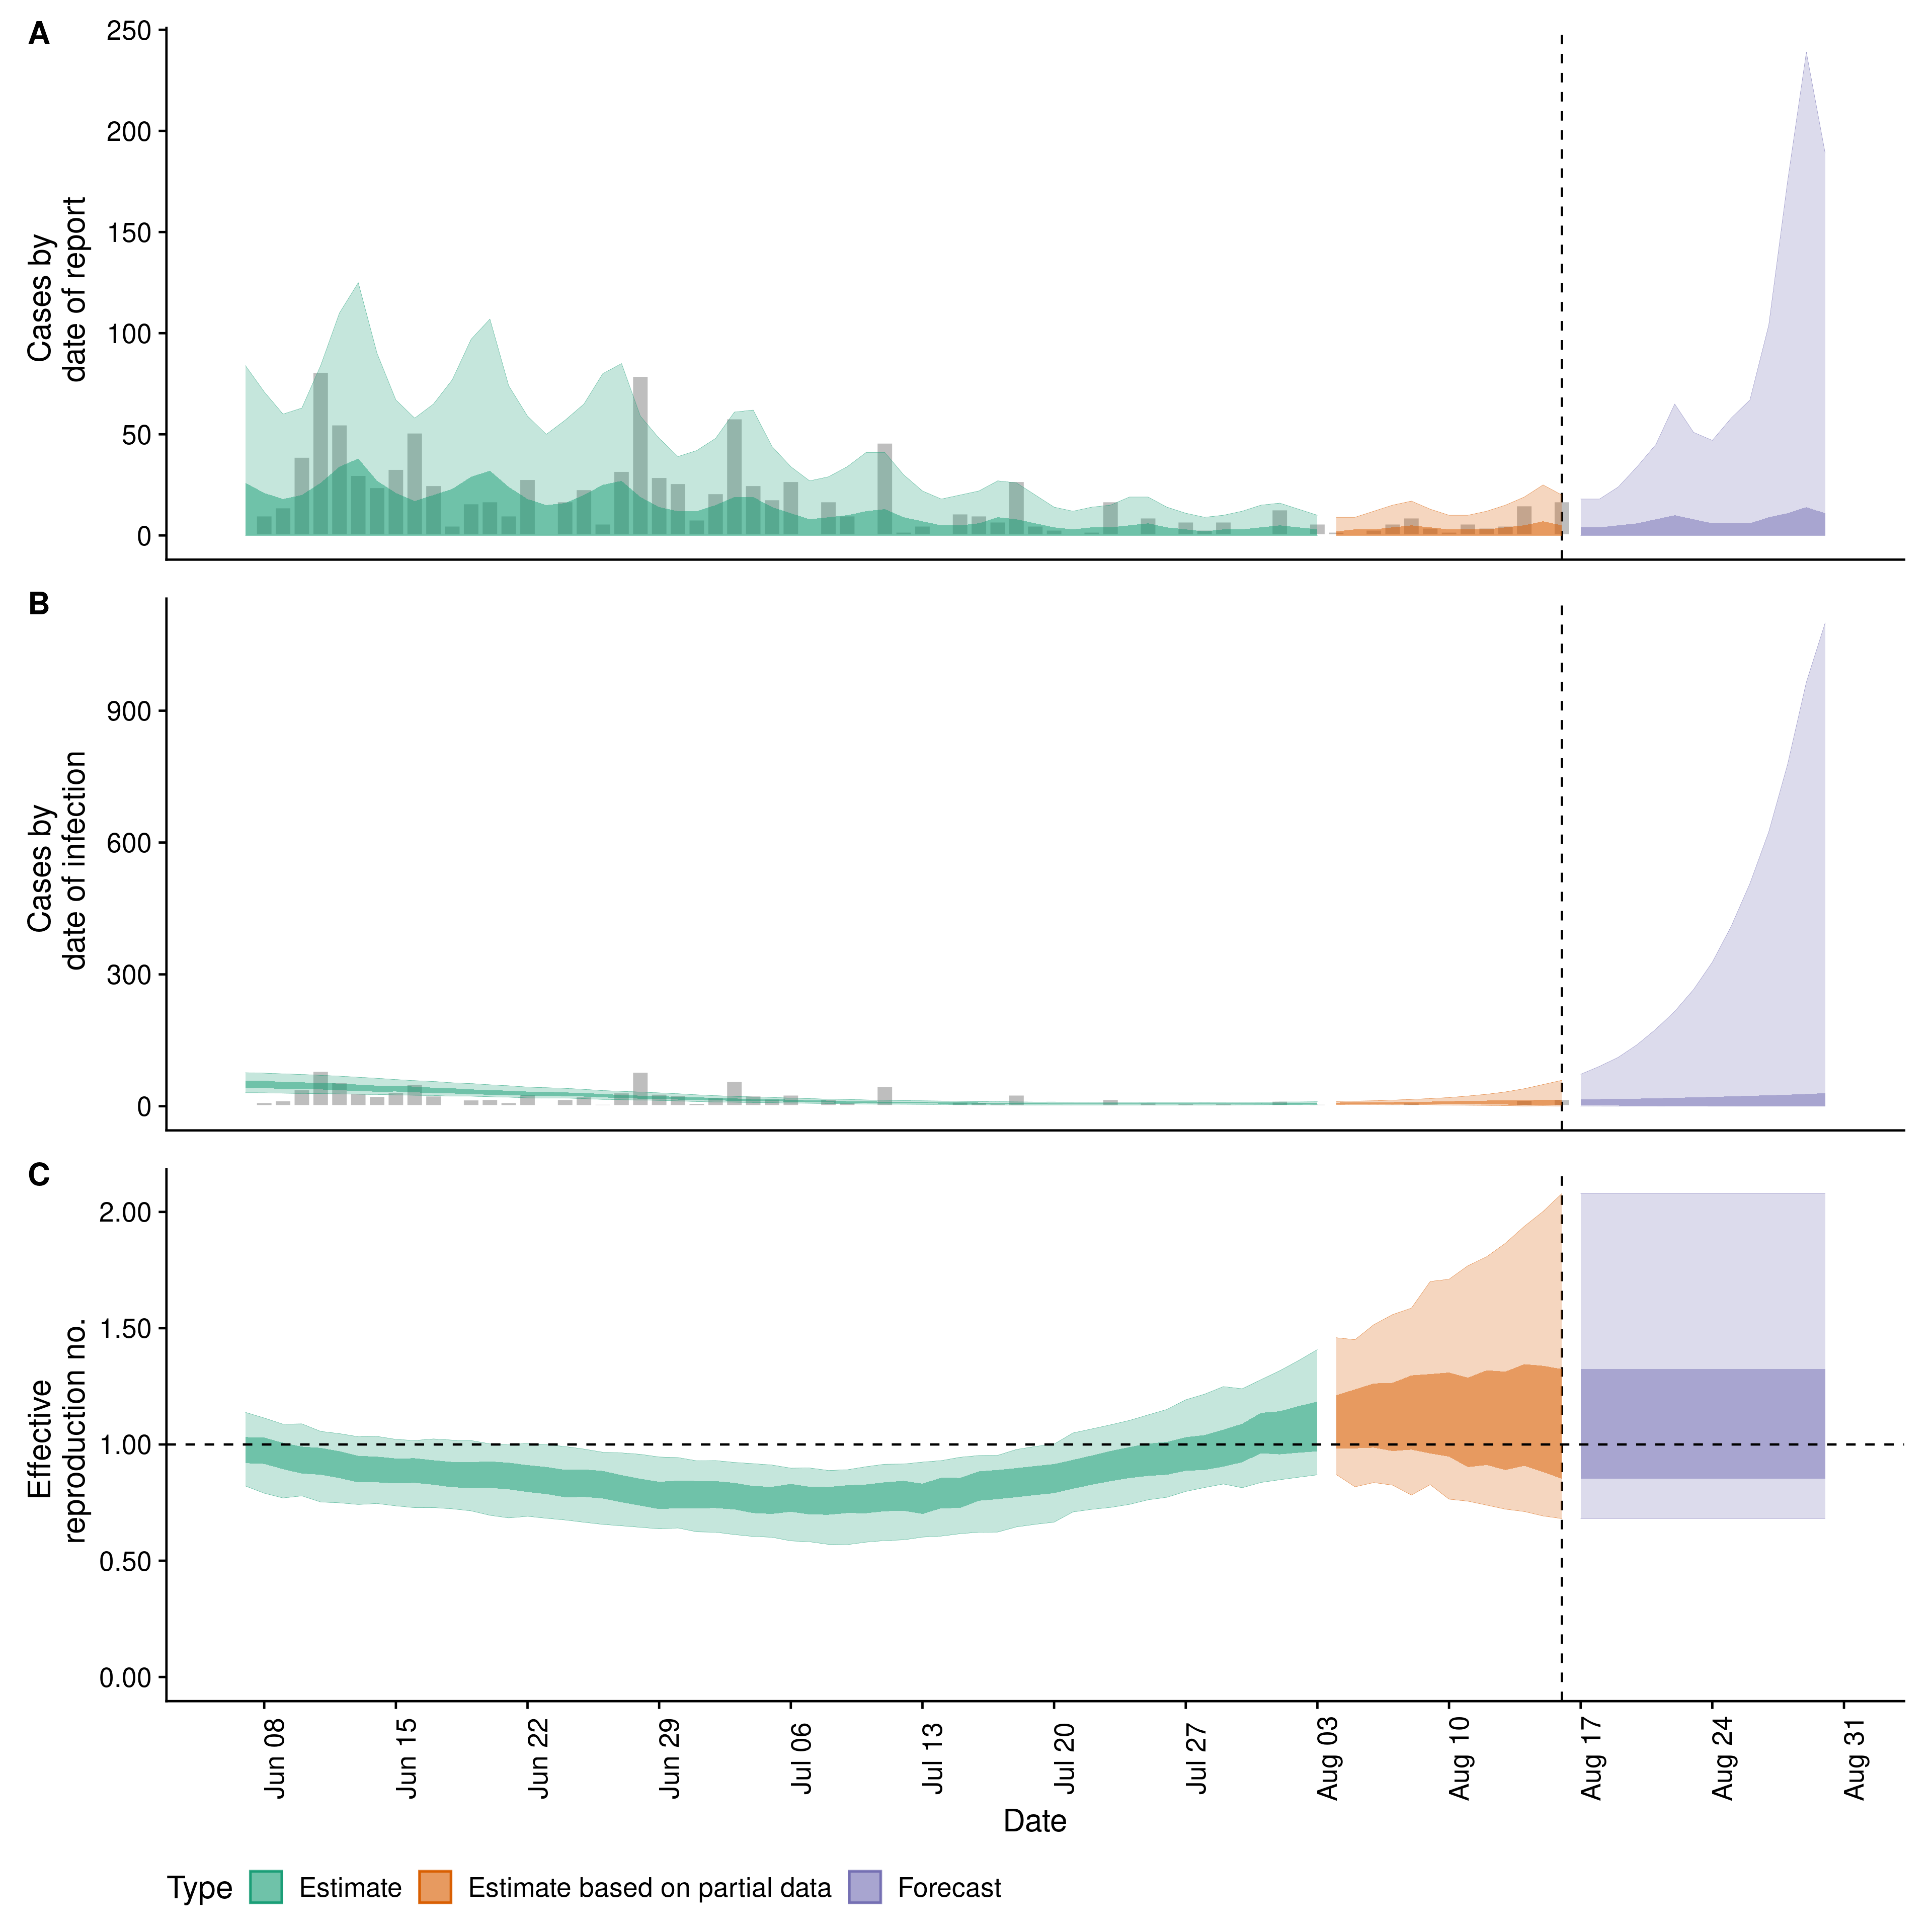 A
250
200
150
100
50
0
Cases by
date of report
B
900
600
300
0
Cases by
date of infection
C
2.00
1.50
1.00
0.50
0.00
Effective
reproduction no.
Jun 08
Jun 15
Jun 22
Jun 29
Jul 06
Jul 13
Jul 20
Jul 27
Aug 03
Aug 10
Aug 17
Aug 24
Aug 31
Date
Type Estimate Estimate based on partial data Forecast